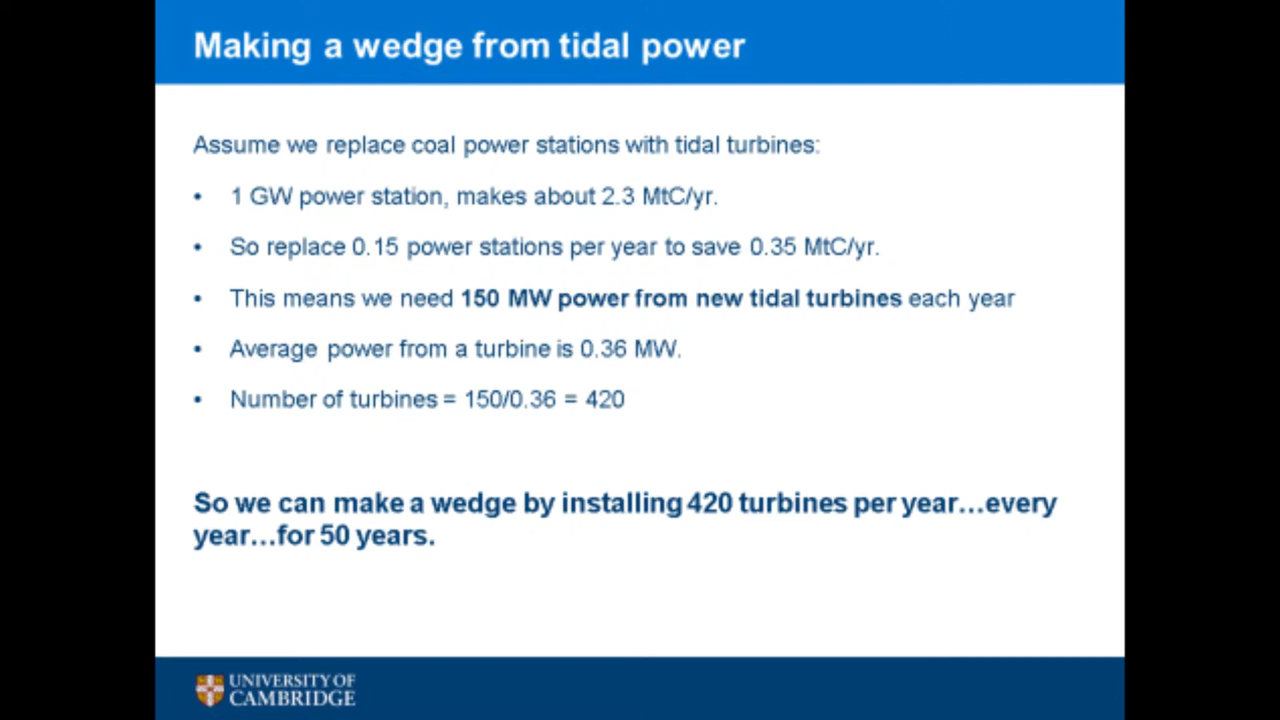 Making a wedge from tidal power
Assume we replace coal power stations with tidal turbines:
• 1 GW power station, makes about 2.3 MtC/yr.
• So replace 0.15 power stations per year to save 0.35 MtC/yr.
• This means we need 150 MW power from new tidal turbines each year
• Average power from a turbine is 0.36 MW.
• Number of turbines = 150/0.36 = 420
So we can make a wedge by installing 420 turbines per year…every
year…for 50 years.
UNIVERSITY OF
CAMBRIDGE